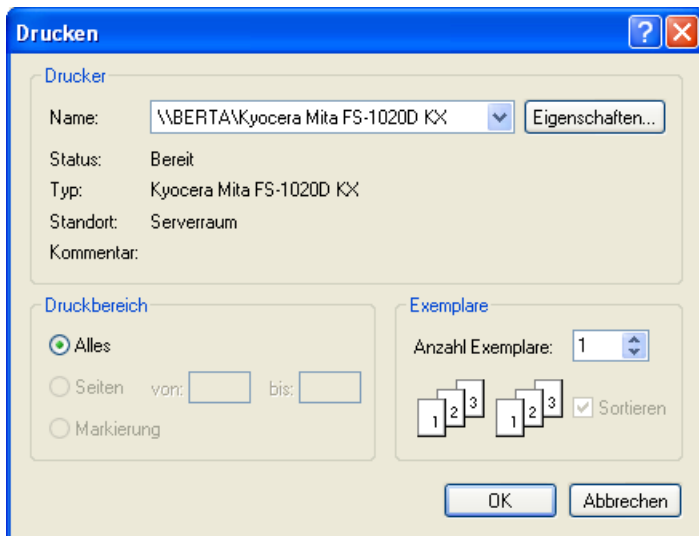 Drucken
Drucker
Name: \\BERTA\Kyocera Mita FS-1020D KX Eigenschaften...
Status: Bereit
Typ: Kyocera Mita FS-1020D KX
Standort: Serverraum
Kommentar:
Druckbereich
Alles
Seiten von: bis:
Markierung
Exemplare
Anzahl Exemplare: 1
1 2 3 1 2 3 Sortieren
OK Abbrechen